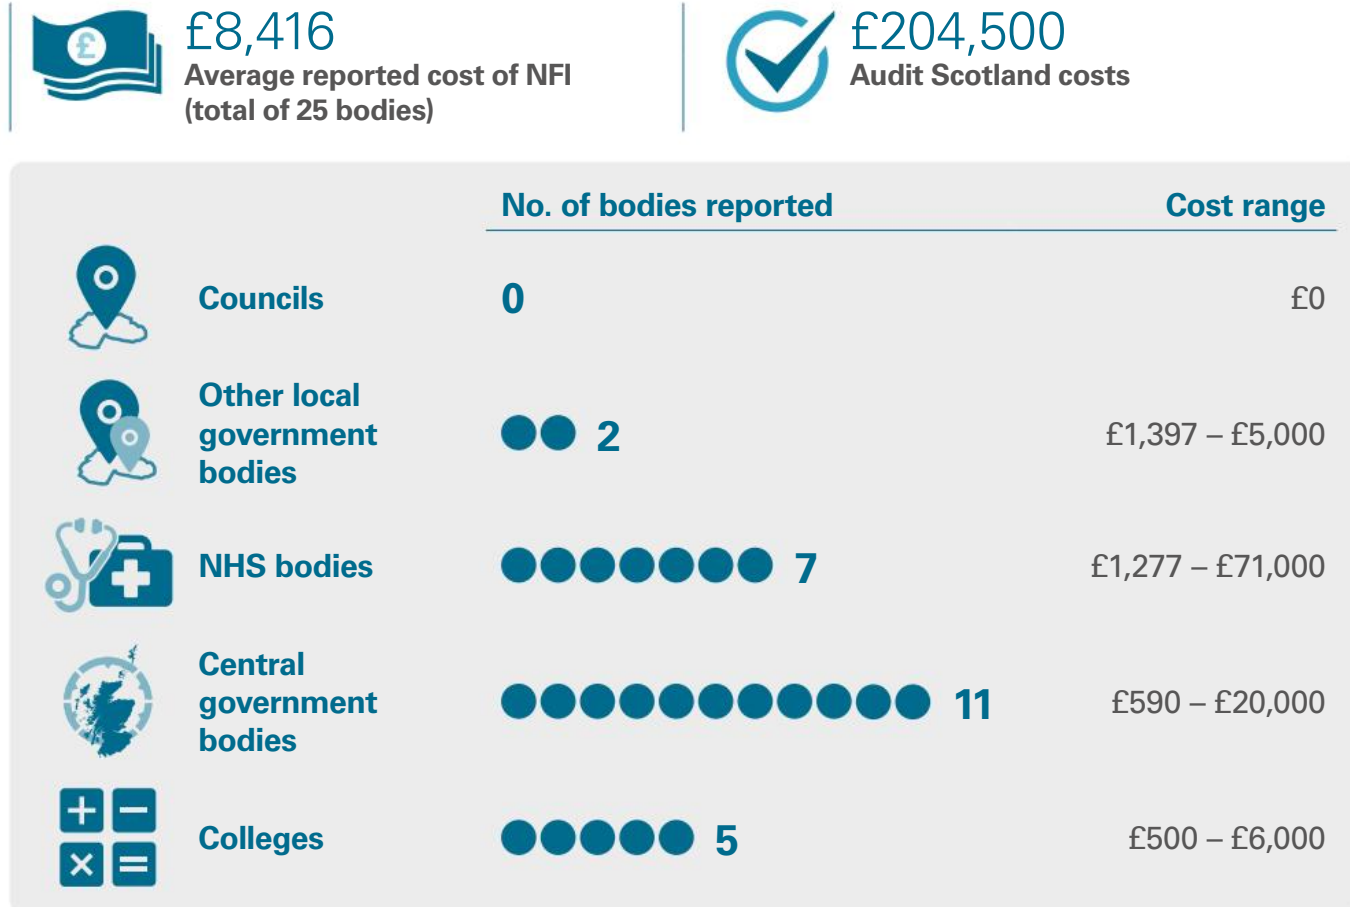 £8,416
Average reported cost of NFI
(total of 25 bodies)
£204,500
Audit Scotland costs
No. of bodies reported Cost range
Councils 0 £0
Other local
government 2 £1,397 – £5,000
bodies
NHS bodies 7 £1,277 – £71,000
Central
government 11 £590 – £20,000
bodies
Colleges 5 £500 – £6,000